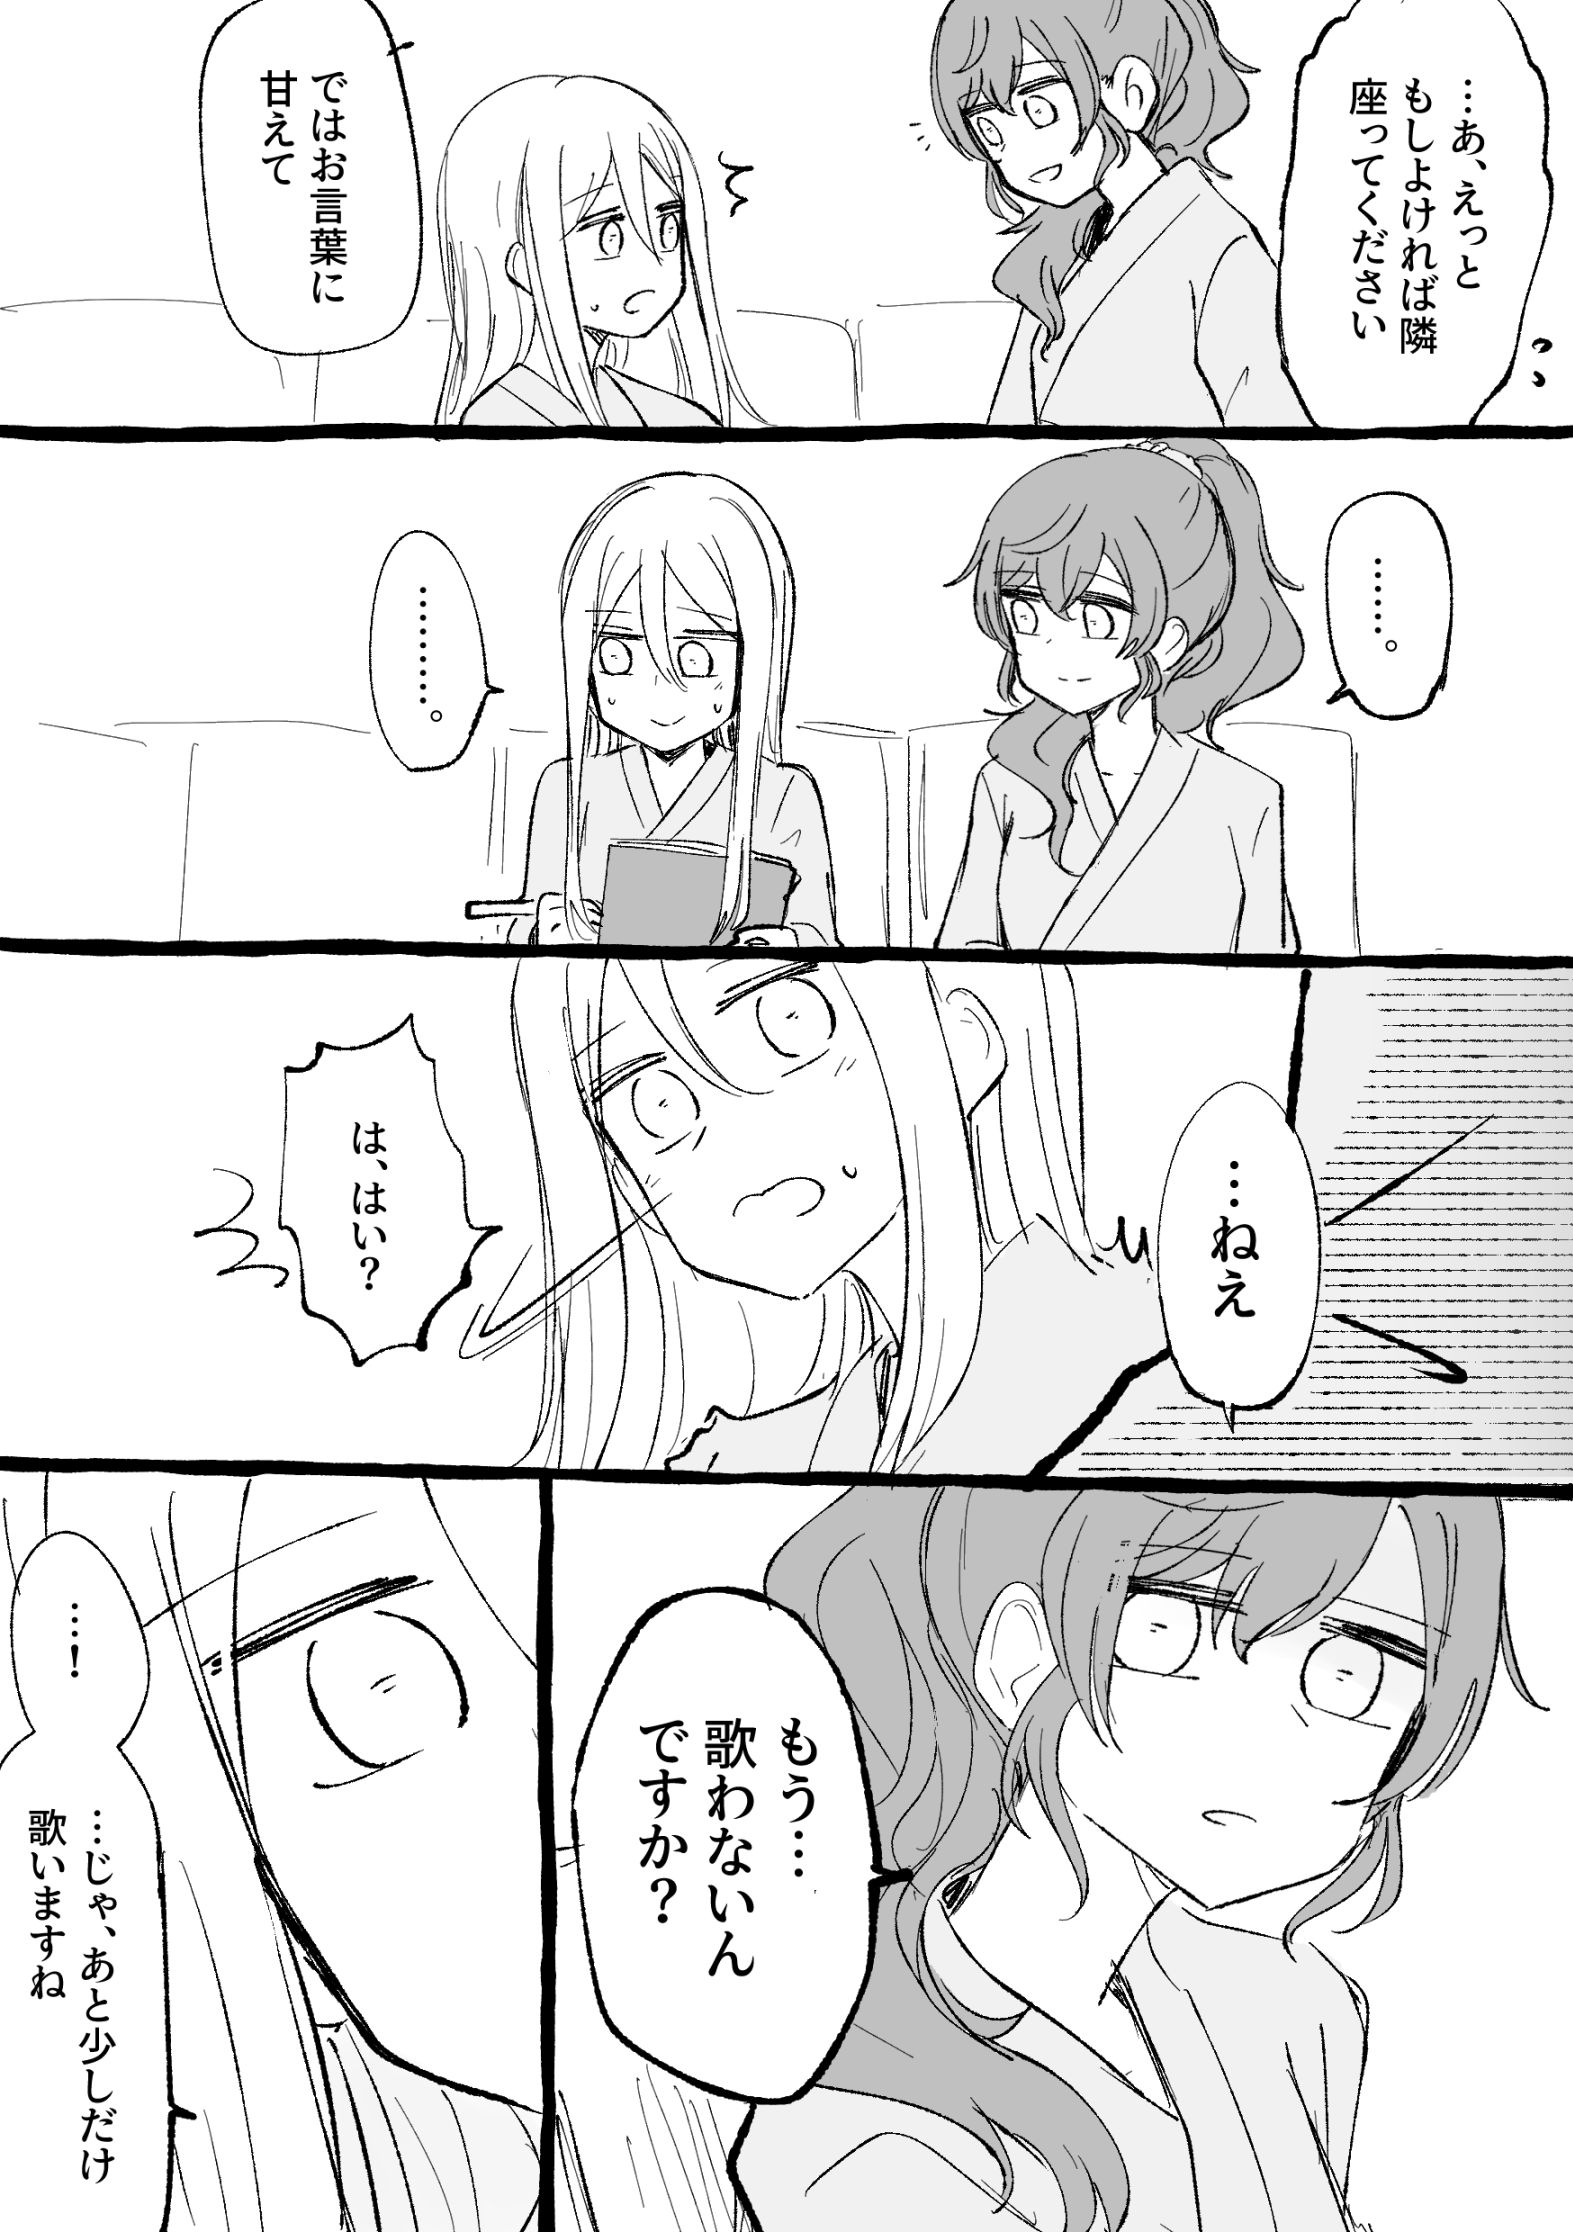 …あ、えっと
もしよければ隣
座ってください
ではお言葉に
甘えて
……。
………。
…ねえ
は、はい？
もう…
歌わないん
ですか？
…！
…じゃ、あと少しだけ
歌いますね